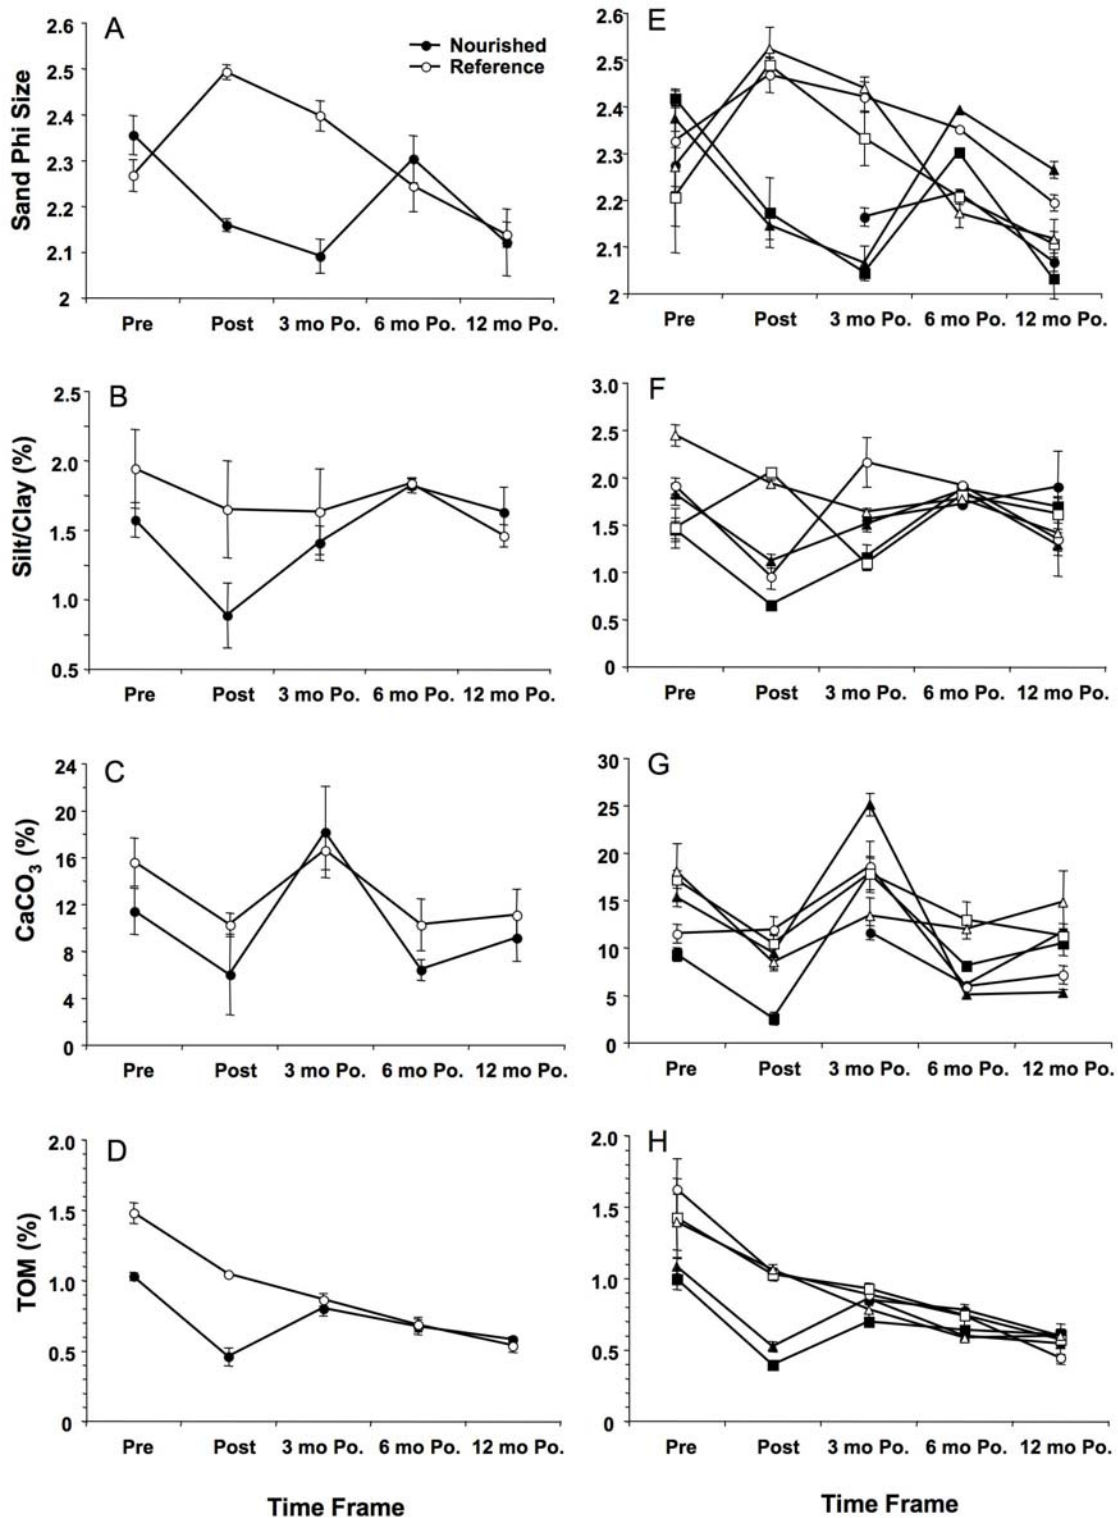 A
Nourished
Reference
Sand Phi Size
2.6
2.5
2.4
2.3
2.2
2.1
2
Pre Post 3 mo Po. 6 mo Po. 12 mo Po.
E
2.6
2.5
2.4
2.3
2.2
2.1
2
Pre Post 3 mo Po. 6 mo Po. 12 mo Po.
B
Silt/Clay (%)
2.5
2.0
1.5
1.0
0.5
Pre Post 3 mo Po. 6 mo Po. 12 mo Po.
F
3.0
2.5
2.0
1.5
1.0
0.5
0
Pre Post 3 mo Po. 6 mo Po. 12 mo Po.
C
CaCO₃ (%)
24
20
16
12
8
4
0
Pre Post 3 mo Po. 6 mo Po. 12 mo Po.
G
30
25
20
15
10
5
0
Pre Post 3 mo Po. 6 mo Po. 12 mo Po.
D
TOM (%)
2.0
1.5
1.0
0.5
0
Pre Post 3 mo Po. 6 mo Po. 12 mo Po.
Time Frame
H
2.0
1.5
1.0
0.5
0
Pre Post 3 mo Po. 6 mo Po. 12 mo Po.
Time Frame